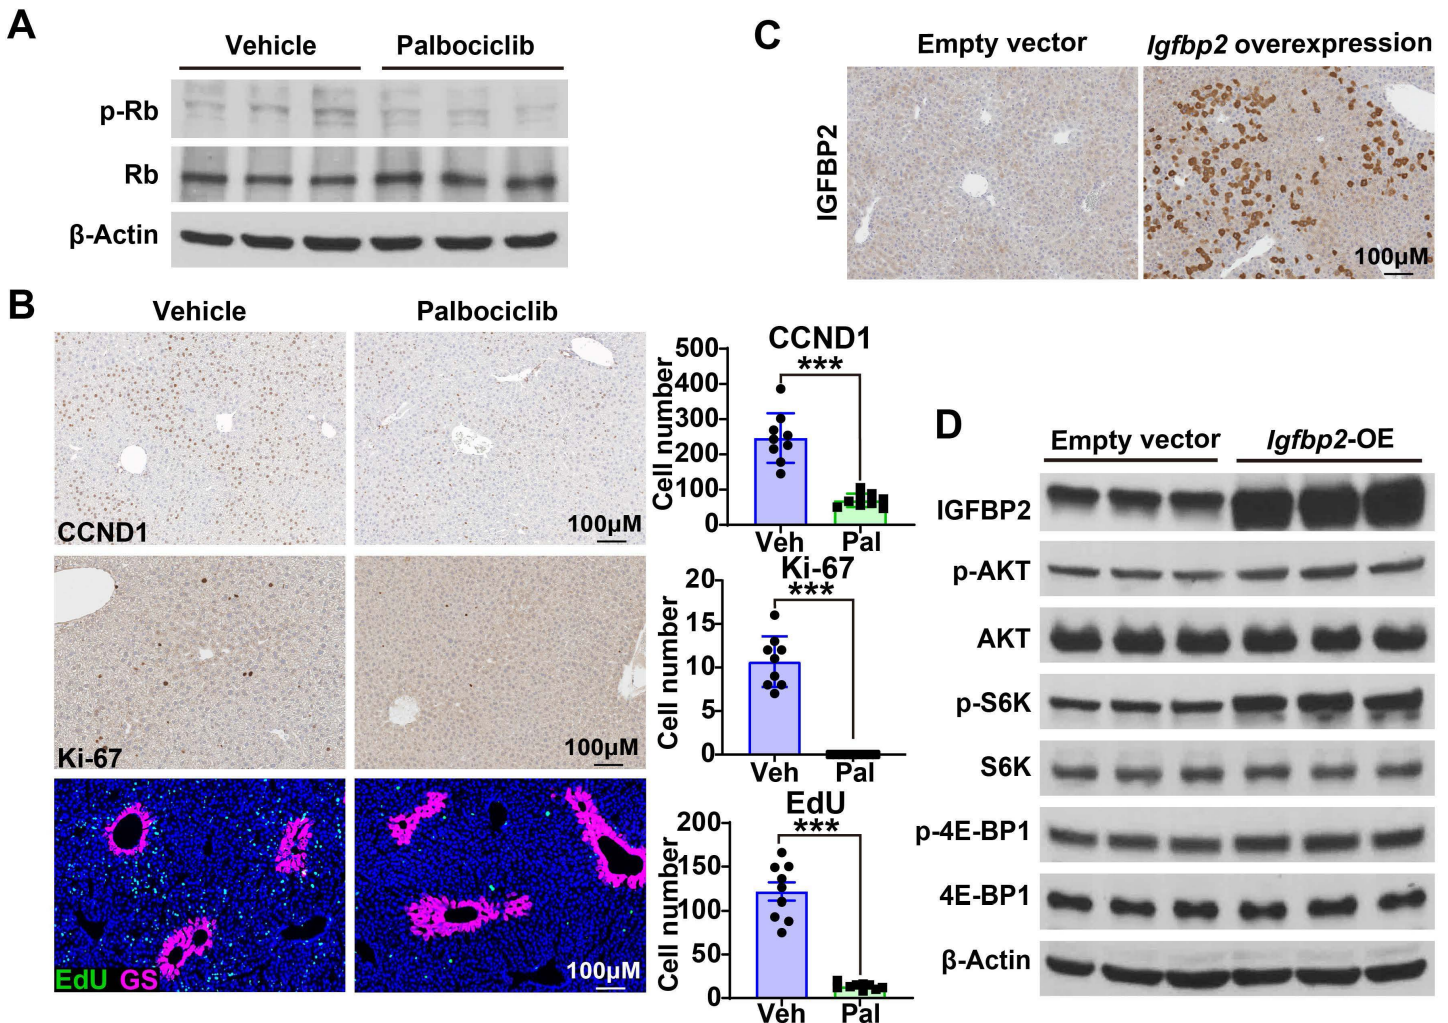 A
Vehicle
Palbociclib
p-Rb
Rb
β-Actin
B
Vehicle
Palbociclib
CCND1
100µM
Ki-67
100µM
EdU GS
100µM
CCND1
***
Cell number
500
400
300
200
100
0
Veh
Pal
Ki-67
***
Cell number
20
15
10
5
0
Veh
Pal
EdU
***
Cell number
200
150
100
50
0
Veh
Pal
C
Empty vector
Igfbp2 overexpression
IGFBP2
100µM
D
Empty vector
Igfbp2-OE
IGFBP2
p-AKT
AKT
p-S6K
S6K
p-4E-BP1
4E-BP1
β-Actin